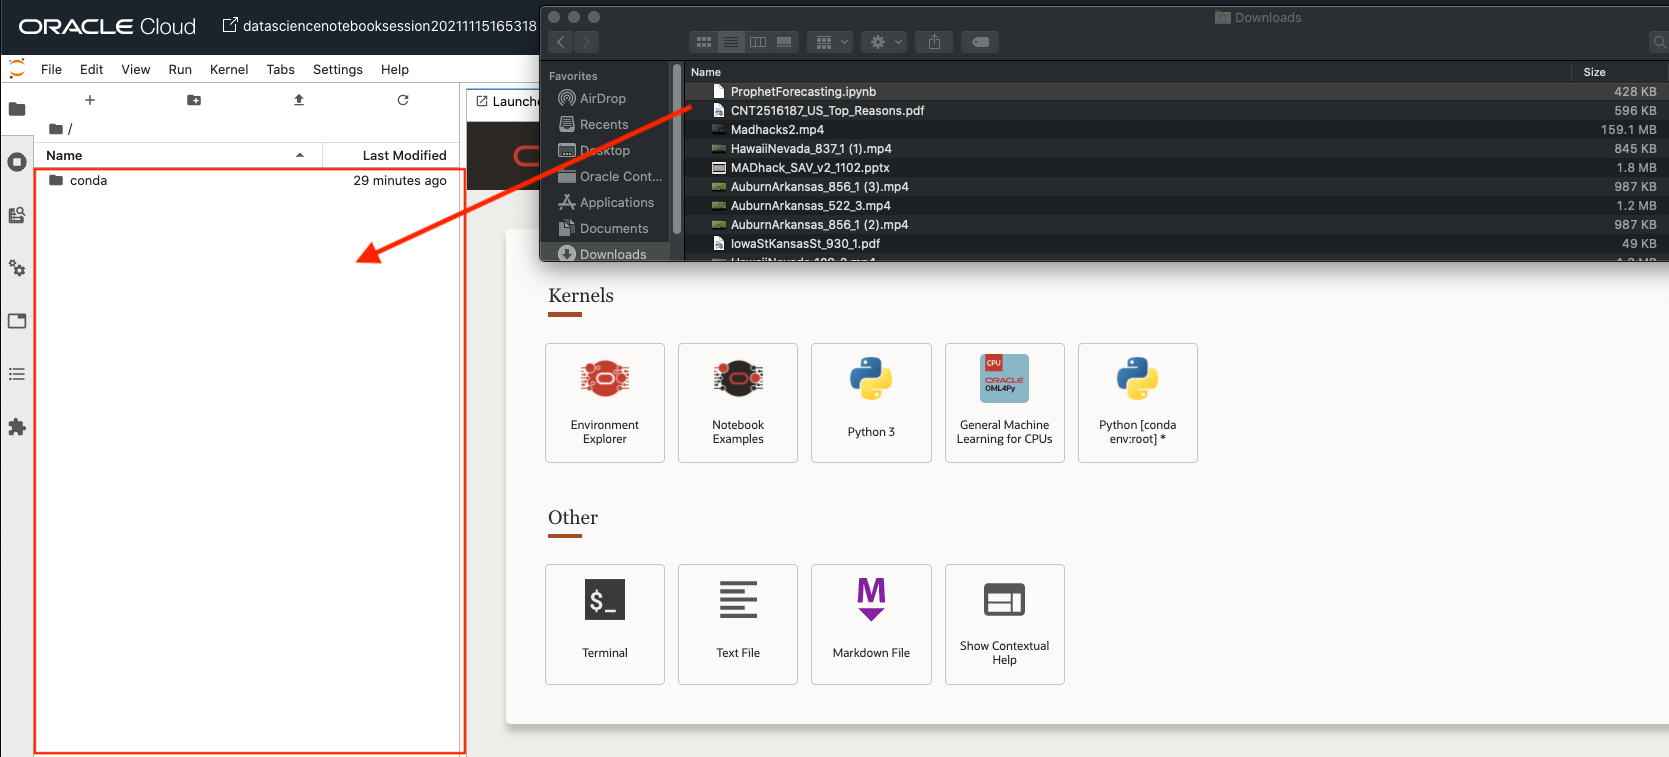 ORACLE Cloud
datasciencenotebooksession20211115165318
File Edit View Run Kernel Tabs Settings Help
/
Name Last Modified
conda 29 minutes ago
Launche
Downloads
Favorites
AirDrop
Recents
Desktop
Oracle Cont...
Applications
Documents
Downloads
Name Size
ProphetForecasting.ipynb 428 KB
CNT2516187_US_Top_Reasons.pdf 596 KB
Madhacks2.mp4 159.1 MB
HawaiiNevada_837_1 (1).mp4 845 KB
MADhack_SAV_v2_1102.pptx 1.8 MB
AuburnArkansas_856_1 (3).mp4 987 KB
AuburnArkansas_522_3.mp4 1.2 MB
AuburnArkansas_856_1 (2).mp4 987 KB
IowaStKansasSt_930_1.pdf 49 KB
Kernels
Environment
Explorer
Notebook
Examples
Python 3
CPU
ORACLE
OML4Py
General Machine
Learning for CPUs
Python [conda
env:root] *
Other
$_
Terminal
Text File
M
Markdown File
Show Contextual
Help